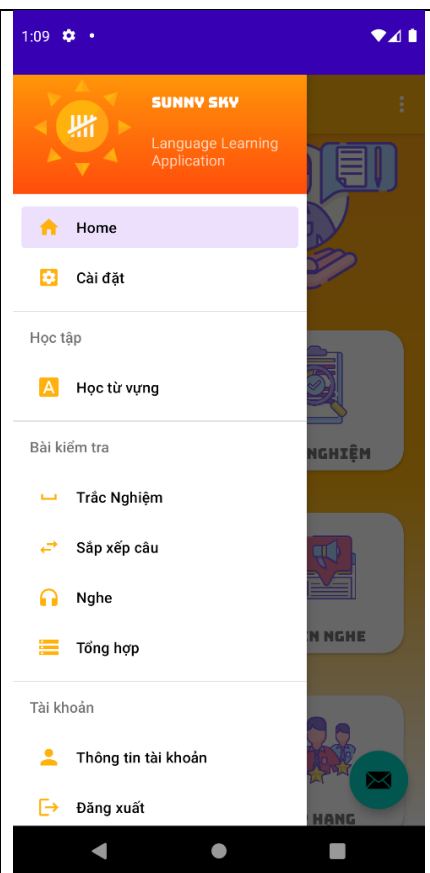 1:09
SUNNY SKY
Language Learning
Application
Home
Cài đặt
Học tập
A
Học từ vựng
Bài kiểm tra
NGHIỆM
Trắc Nghiệm
Sắp xếp câu
Nghe
N NGHE
Tổng hợp
Tài khoản
Thông tin tài khoản
Đăng xuất
HẠNG